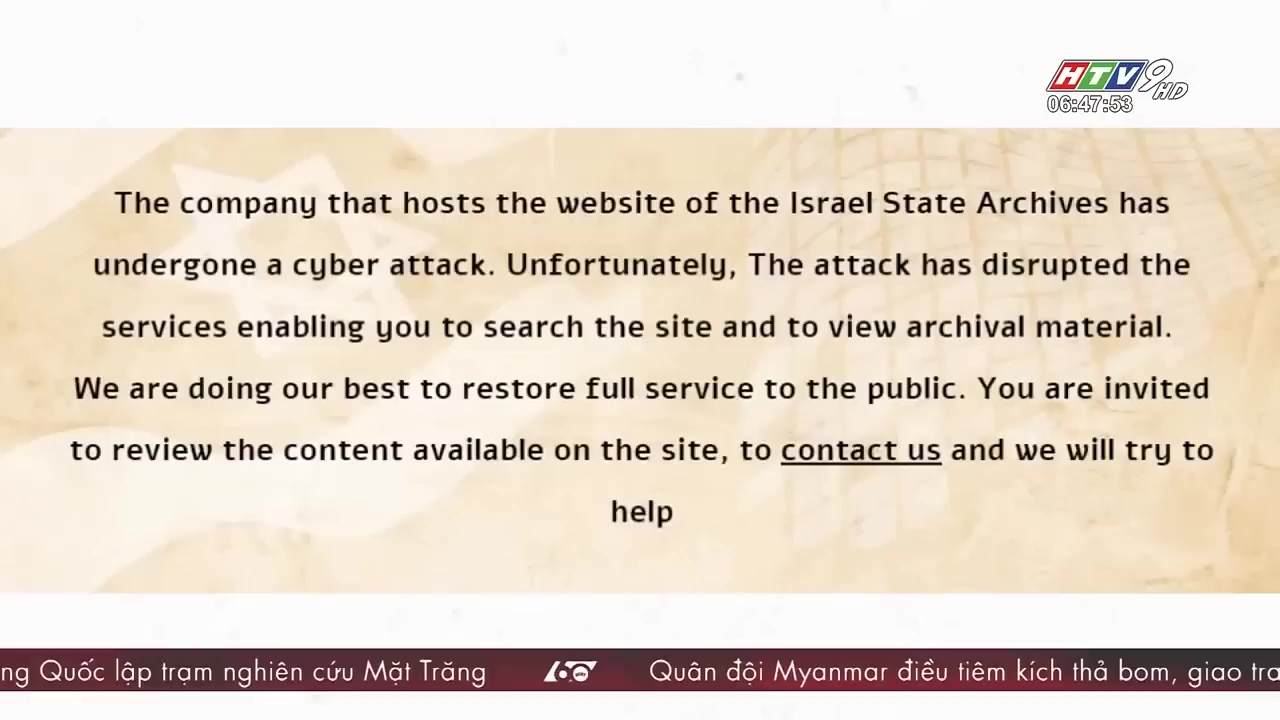 HTV9 HD
06:47:53
The company that hosts the website of the Israel State Archives has
undergone a cyber attack. Unfortunately, The attack has disrupted the
services enabling you to search the site and to view archival material.
We are doing our best to restore full service to the public. You are invited
to review the content available on the site, to contact us and we will try to
help
ng Quốc lập trạm nghiên cứu Mặt Trăng 60 Quân đội Myanmar điều tiêm kích thả bom, giao tra